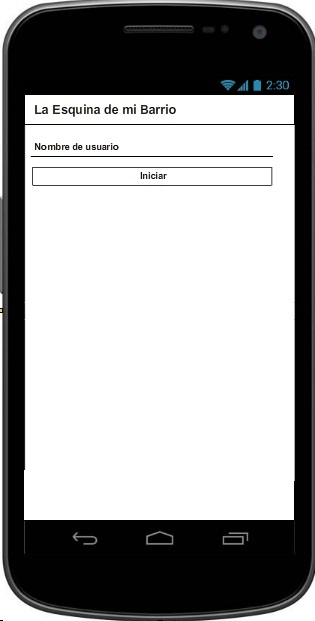 2:30
La Esquina de mi Barrio
Nombre de usuario
Iniciar